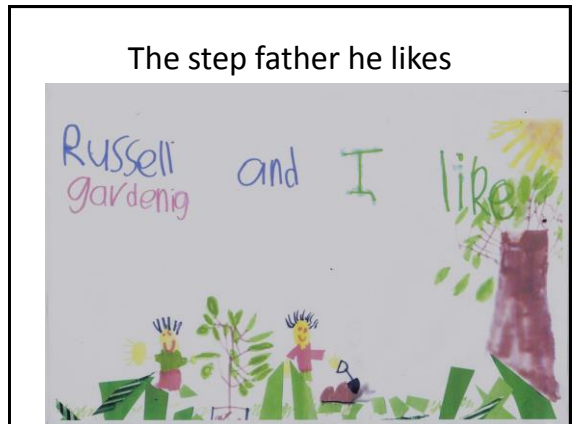 The step father he likes
Russell and I like
gardenig